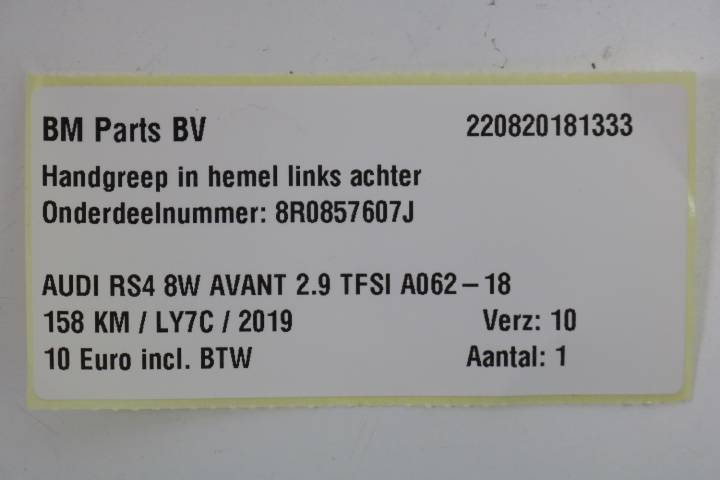 BM Parts BV 220820181333
Handgreep in hemel links achter
Onderdeelnummer: 8R0857607J
AUDI RS4 8W AVANT 2.9 TFSI A062-18
158 KM / LY7C / 2019 Verz: 10
10 Euro incl. BTW Aantal: 1